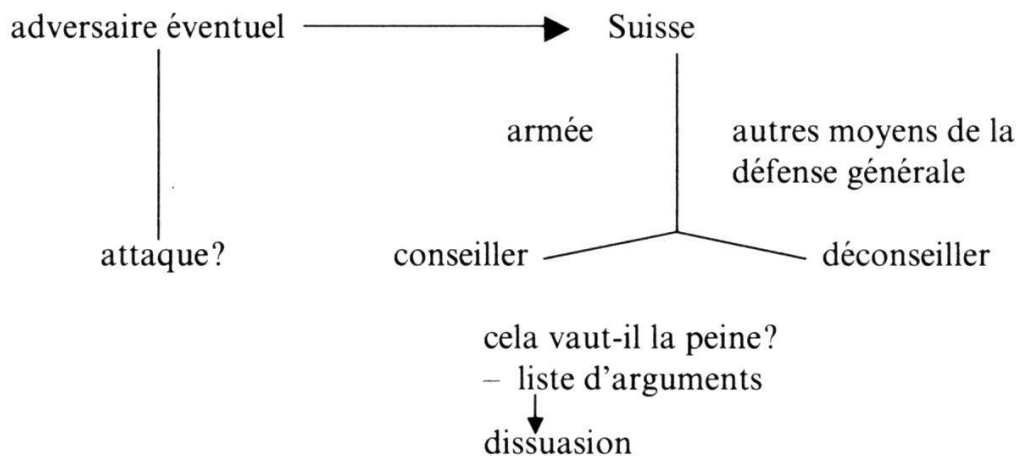 adversaire éventuel
Suisse
armée
autres moyens de la
défense générale
attaque?
conseiller
déconseiller
cela vaut-il la peine?
– liste d'arguments
dissuasion